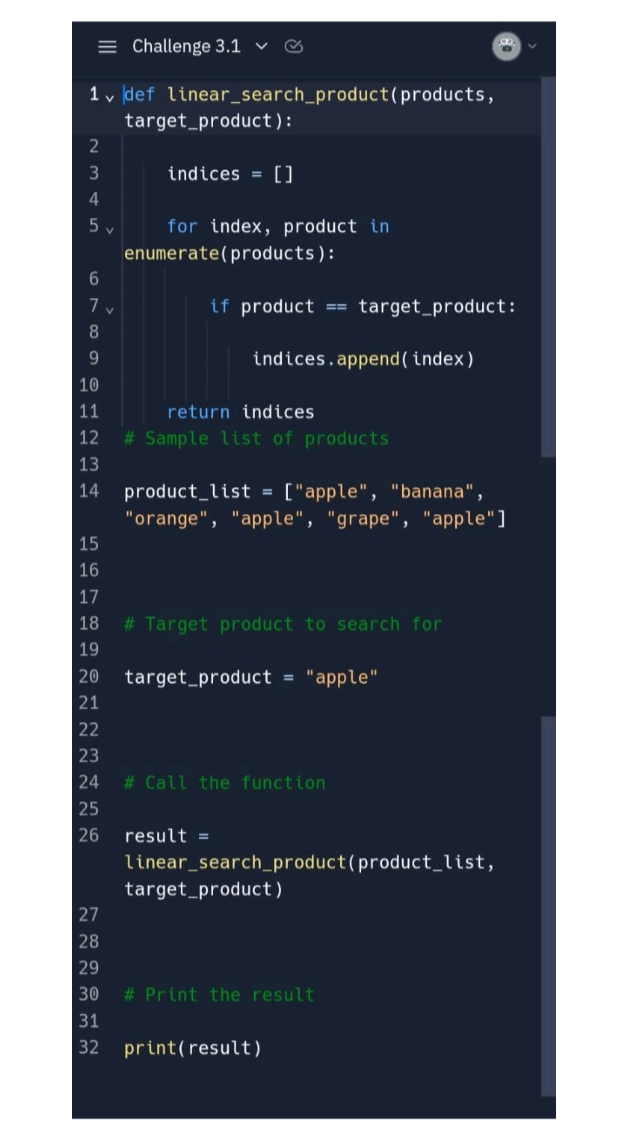 Challenge 3.1
1 def linear_search_product(products,
target_product):
2
3 indices = []
4
5 for index, product in
enumerate(products):
6
7 if product == target_product:
8
9 indices.append(index)
10
11 return indices
12 # Sample list of products
13
14 product_list = ["apple", "banana",
"orange", "apple", "grape", "apple"]
15
16
17
18 # Target product to search for
19
20 target_product = "apple"
21
22
23
24 # Call the function
25
26 result =
linear_search_product(product_list,
target_product)
27
28
29
30 # Print the result
31
32 print(result)